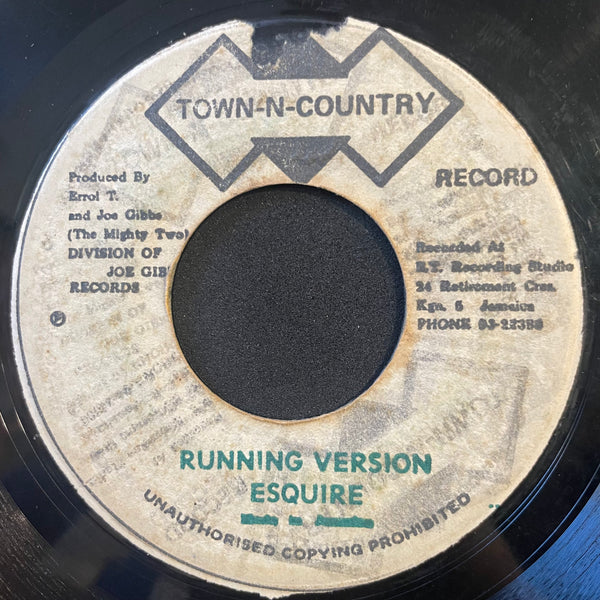 TOWN-N-COUNTRY
RECORD
Produced By
Errol T.
and Joe Gibbs
(The Mighty Two)
DIVISION OF
JOE GIB
RECORDS
℗
Recorded At
E.T. Recording Studio
24 Retirement Cres.
Kgn. 5 Jamaica
PHONE
RUNNING VERSION
ESQUIRE
Made in Jamaica
UNAUTHORISED COPYING PROHIBITED